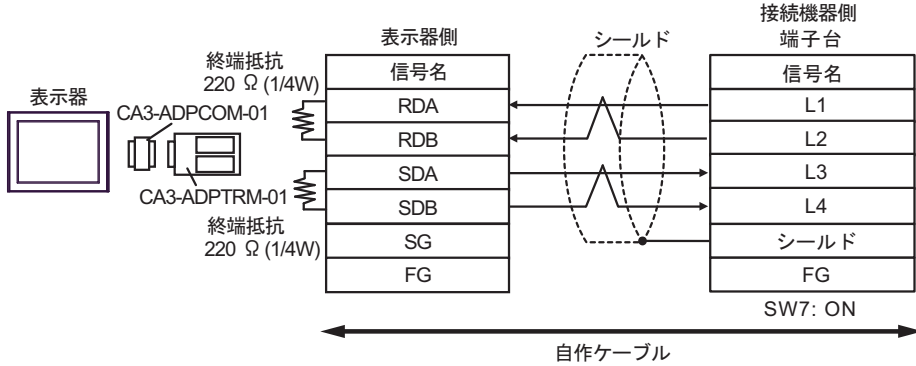 接続機器側
端子台
表示器側
シールド
終端抵抗
220 Ω (1/4W)
信号名
信号名
表示器
CA3-ADPCOM-01
RDA
L1
RDB
L2
SDA
L3
CA3-ADPTRM-01
SDB
L4
終端抵抗
220 Ω (1/4W)
SG
シールド
FG
FG
SW7: ON
自作ケーブル